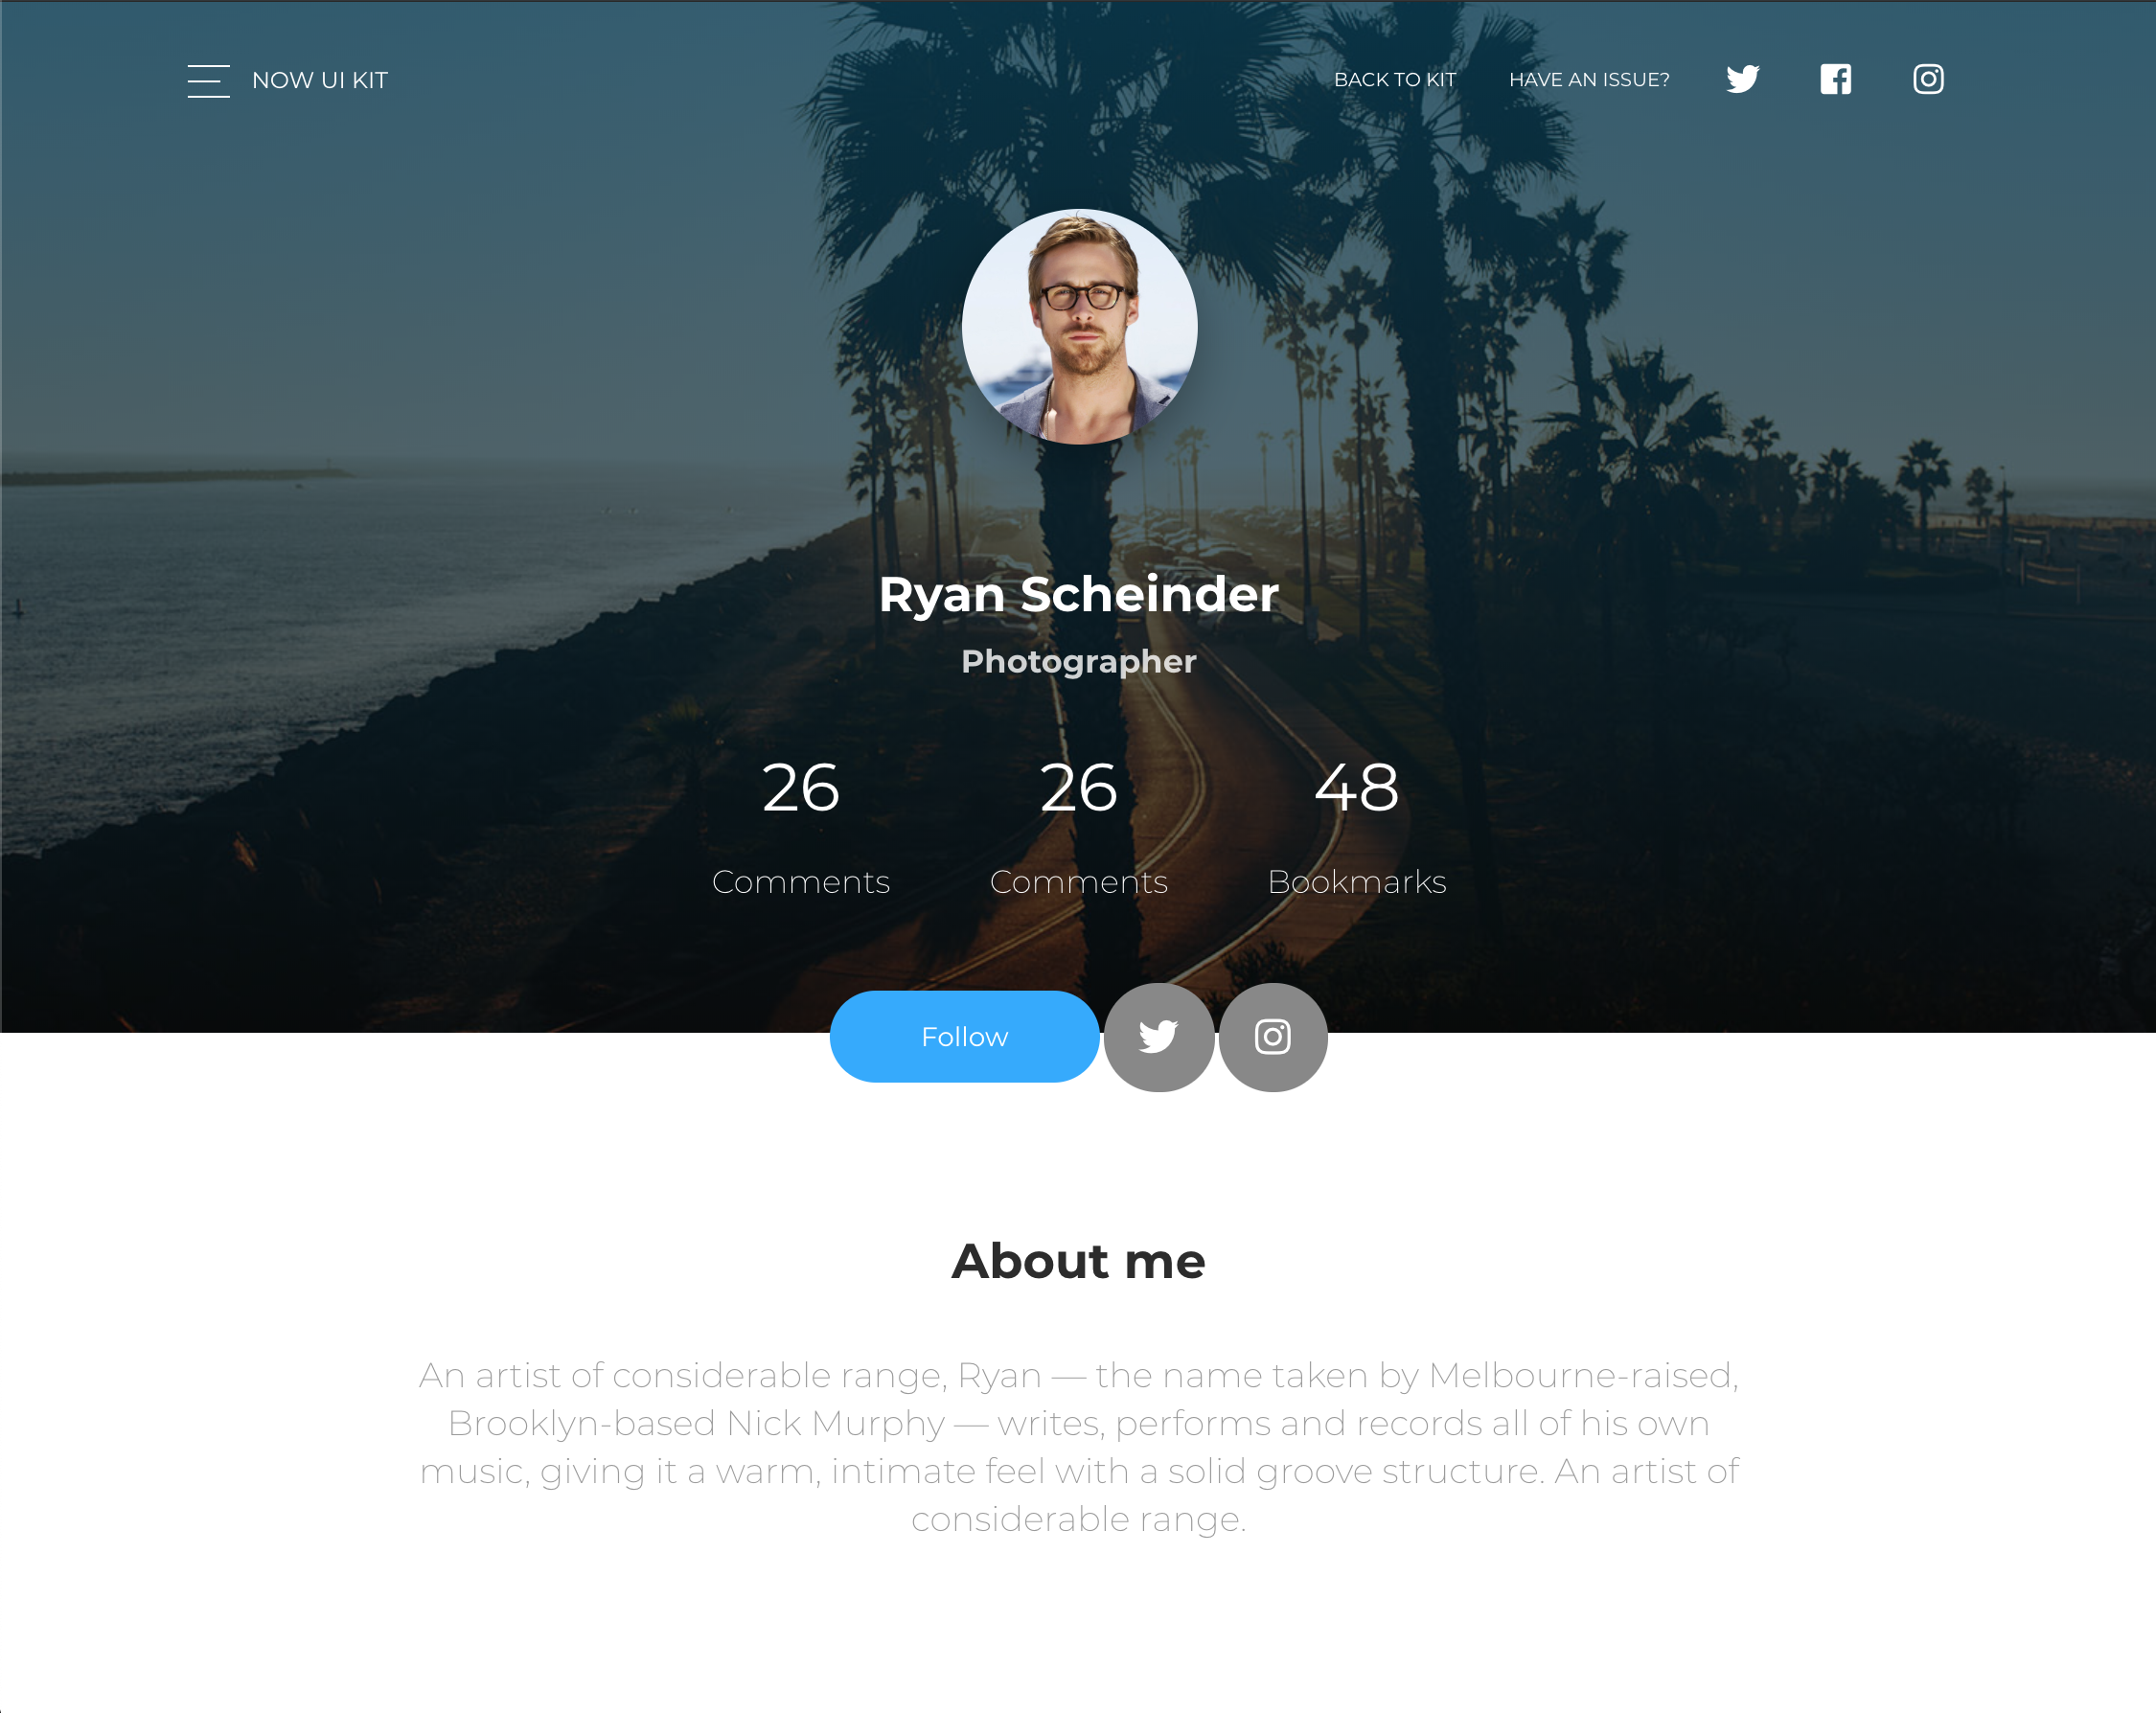 NOW UI KIT
BACK TO KIT
HAVE AN ISSUE?
Ryan Scheinder
Photographer
26
26
48
Comments
Comments
Bookmarks
Follow
About me
An artist of considerable range, Ryan — the name taken by Melbourne-raised,
Brooklyn-based Nick Murphy — writes, performs and records all of his own
music, giving it a warm, intimate feel with a solid groove structure. An artist of
considerable range.